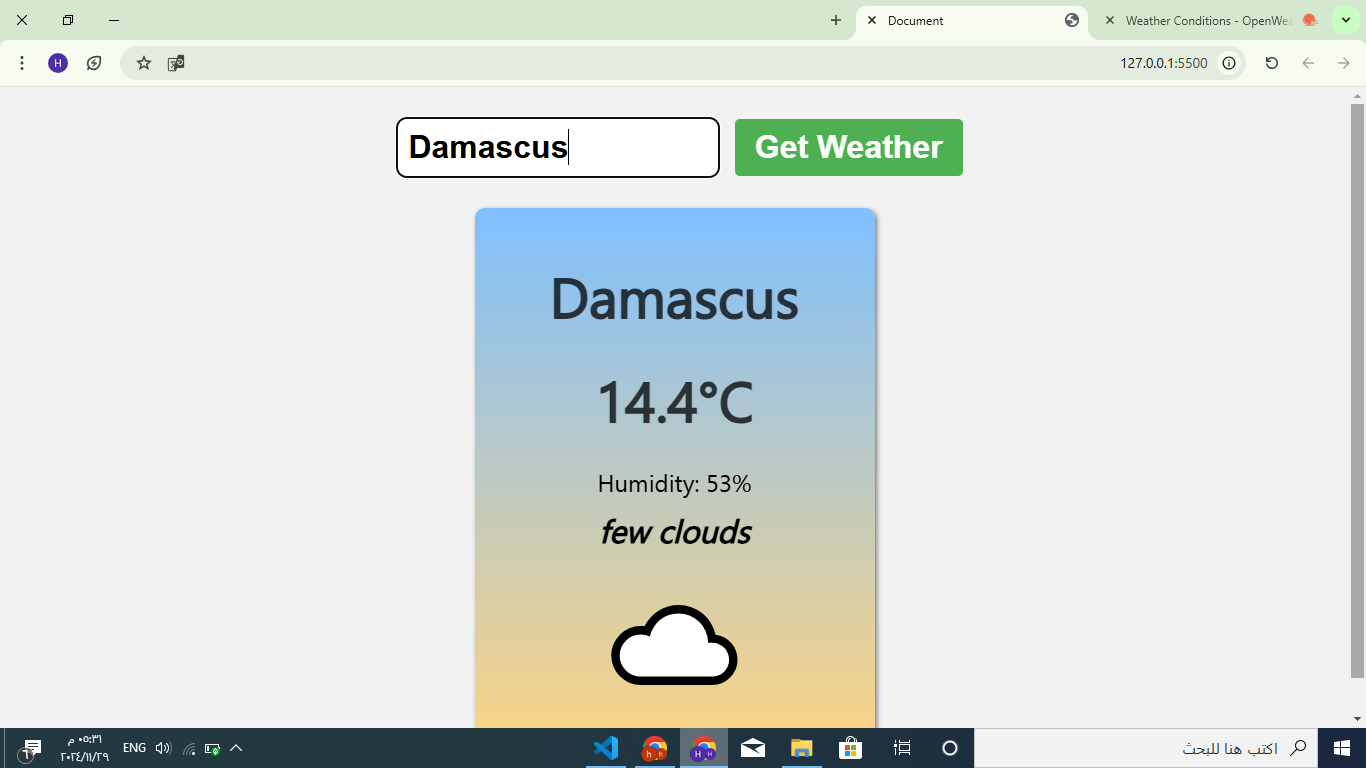 Document
Weather Conditions - OpenWea
H
127.0.0.1:5500
Damascus
Get Weather
Damascus
14.4°C
Humidity: 53%
few clouds
٠٥:٣١ م
٢٠٢٤/١١/٢٩
ENG
٦
h h
H H
اكتب هنا للبحث